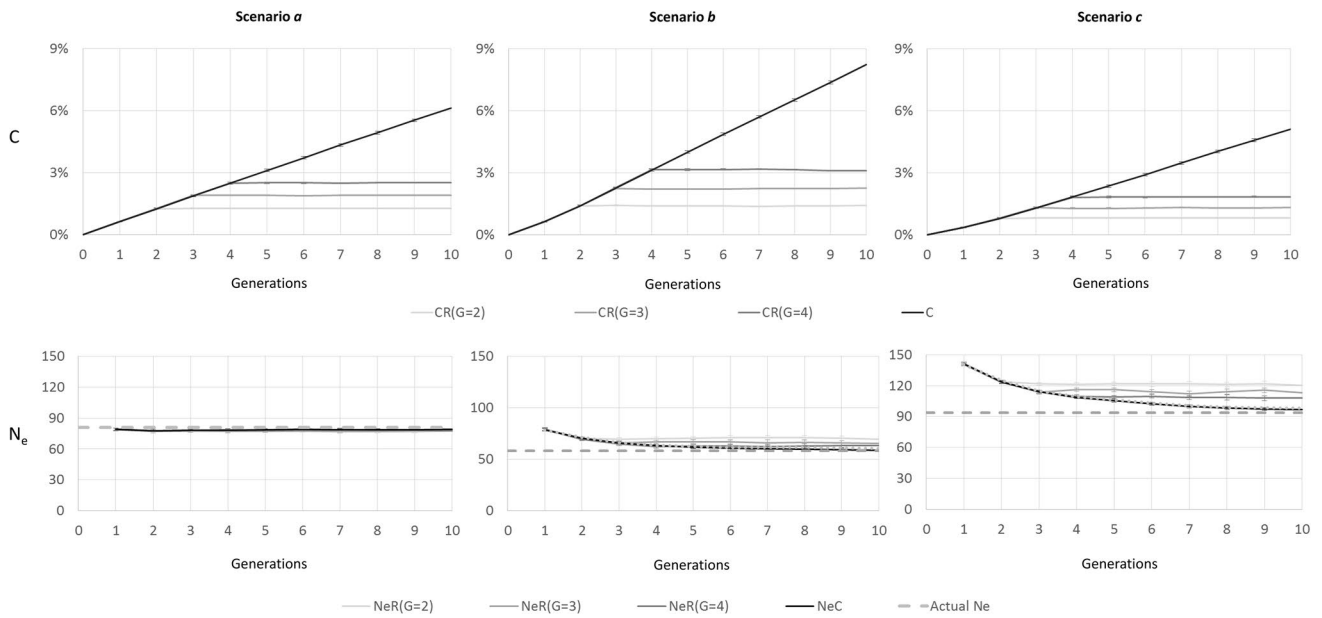 Scenario a
Scenario b
Scenario c
C
9%
6%
3%
0%
0 1 2 3 4 5 6 7 8 9 10
Generations
9%
6%
3%
0%
0 1 2 3 4 5 6 7 8 9 10
Generations
9%
6%
3%
0%
0 1 2 3 4 5 6 7 8 9 10
Generations
CR(G=2) CR(G=3) CR(G=4) C
Ne
150
120
90
60
30
0
0 1 2 3 4 5 6 7 8 9 10
Generations
150
100
50
0
0 1 2 3 4 5 6 7 8 9 10
Generations
150
120
90
60
30
0
0 1 2 3 4 5 6 7 8 9 10
Generations
NeR(G=2) NeR(G=3) NeR(G=4) NeC Actual Ne